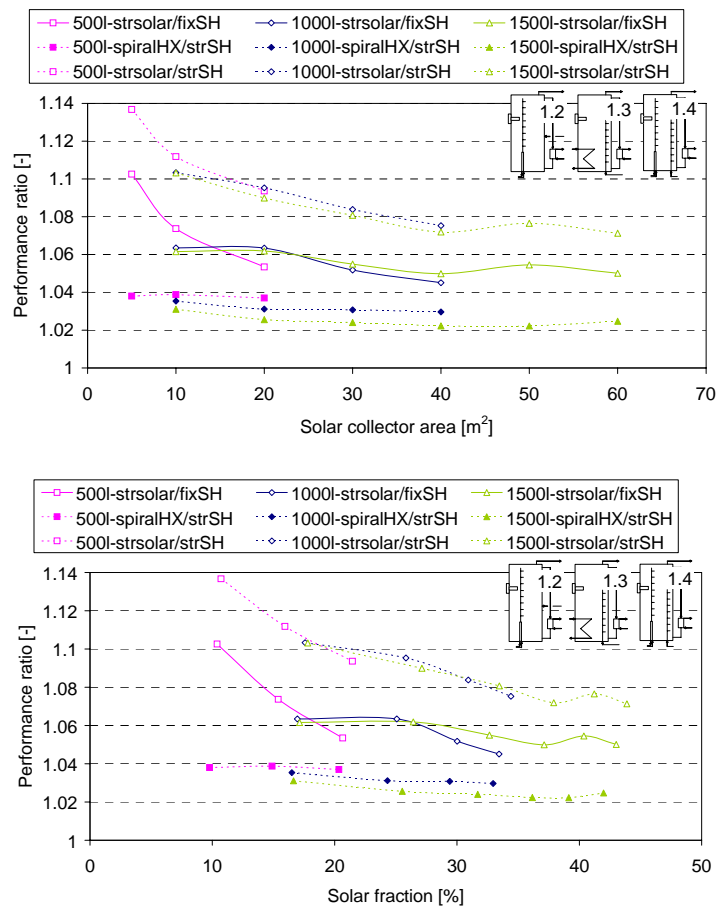 500l-strsolar/fixSH 1000l-strsolar/fixSH 1500l-strsolar/fixSH
500l-spiralHX/strSH 1000l-spiralHX/strSH 1500l-spiralHX/strSH
500l-strsolar/strSH 1000l-strsolar/strSH 1500l-strsolar/strSH
1.2 1.3 1.4
Performance ratio [-]
1.14
1.12
1.1
1.08
1.06
1.04
1.02
1
0 10 20 30 40 50 60 70
Solar collector area [m²]
500l-strsolar/fixSH 1000l-strsolar/fixSH 1500l-strsolar/fixSH
500l-spiralHX/strSH 1000l-spiralHX/strSH 1500l-spiralHX/strSH
500l-strsolar/strSH 1000l-strsolar/strSH 1500l-strsolar/strSH
1.2 1.3 1.4
Performance ratio [-]
1.14
1.12
1.1
1.08
1.06
1.04
1.02
1
0 10 20 30 40 50
Solar fraction [%]